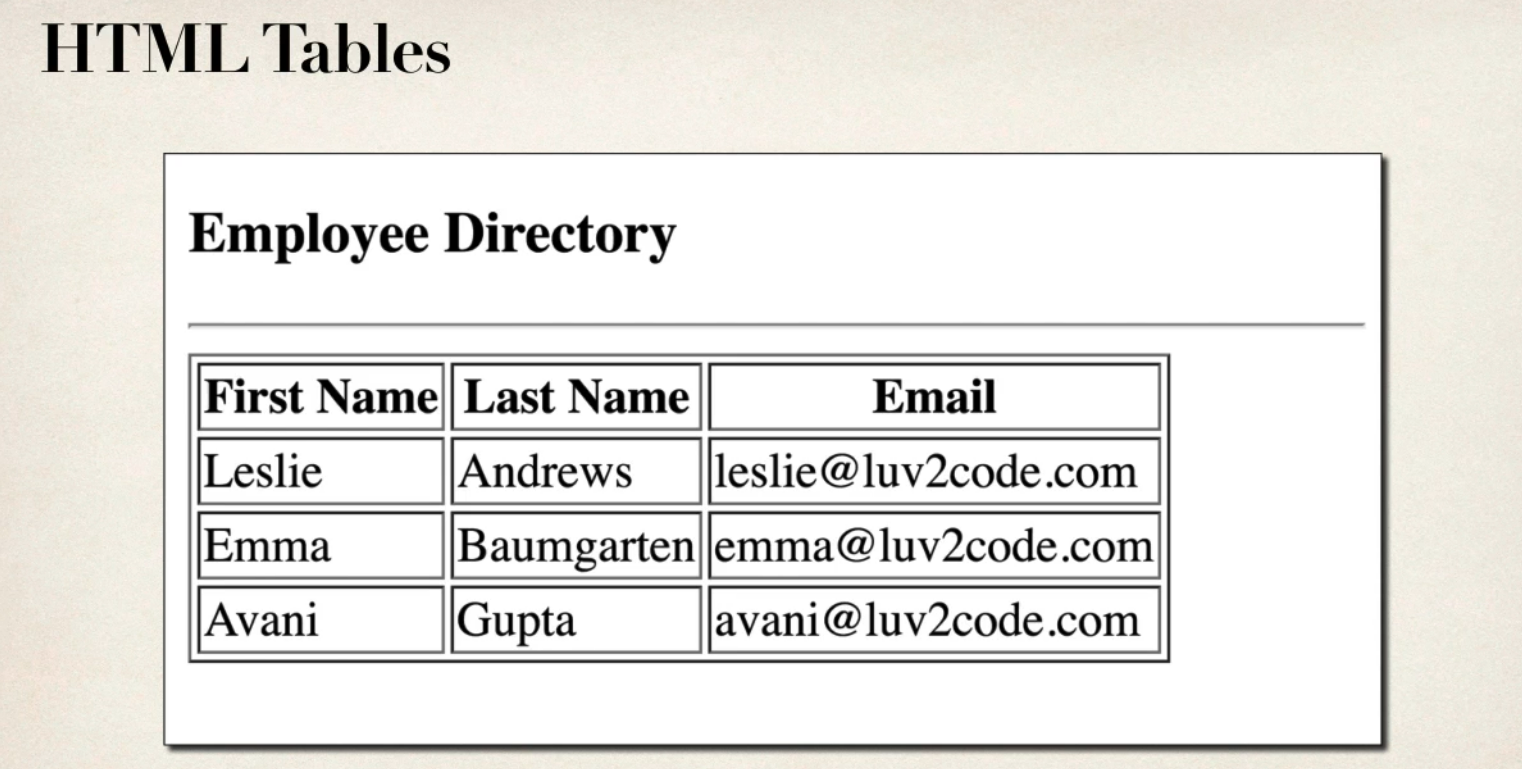 HTML Tables
Employee Directory
First Name Last Name Email
Leslie Andrews leslie@luv2code.com
Emma Baumgarten emma@luv2code.com
Avani Gupta avani@luv2code.com